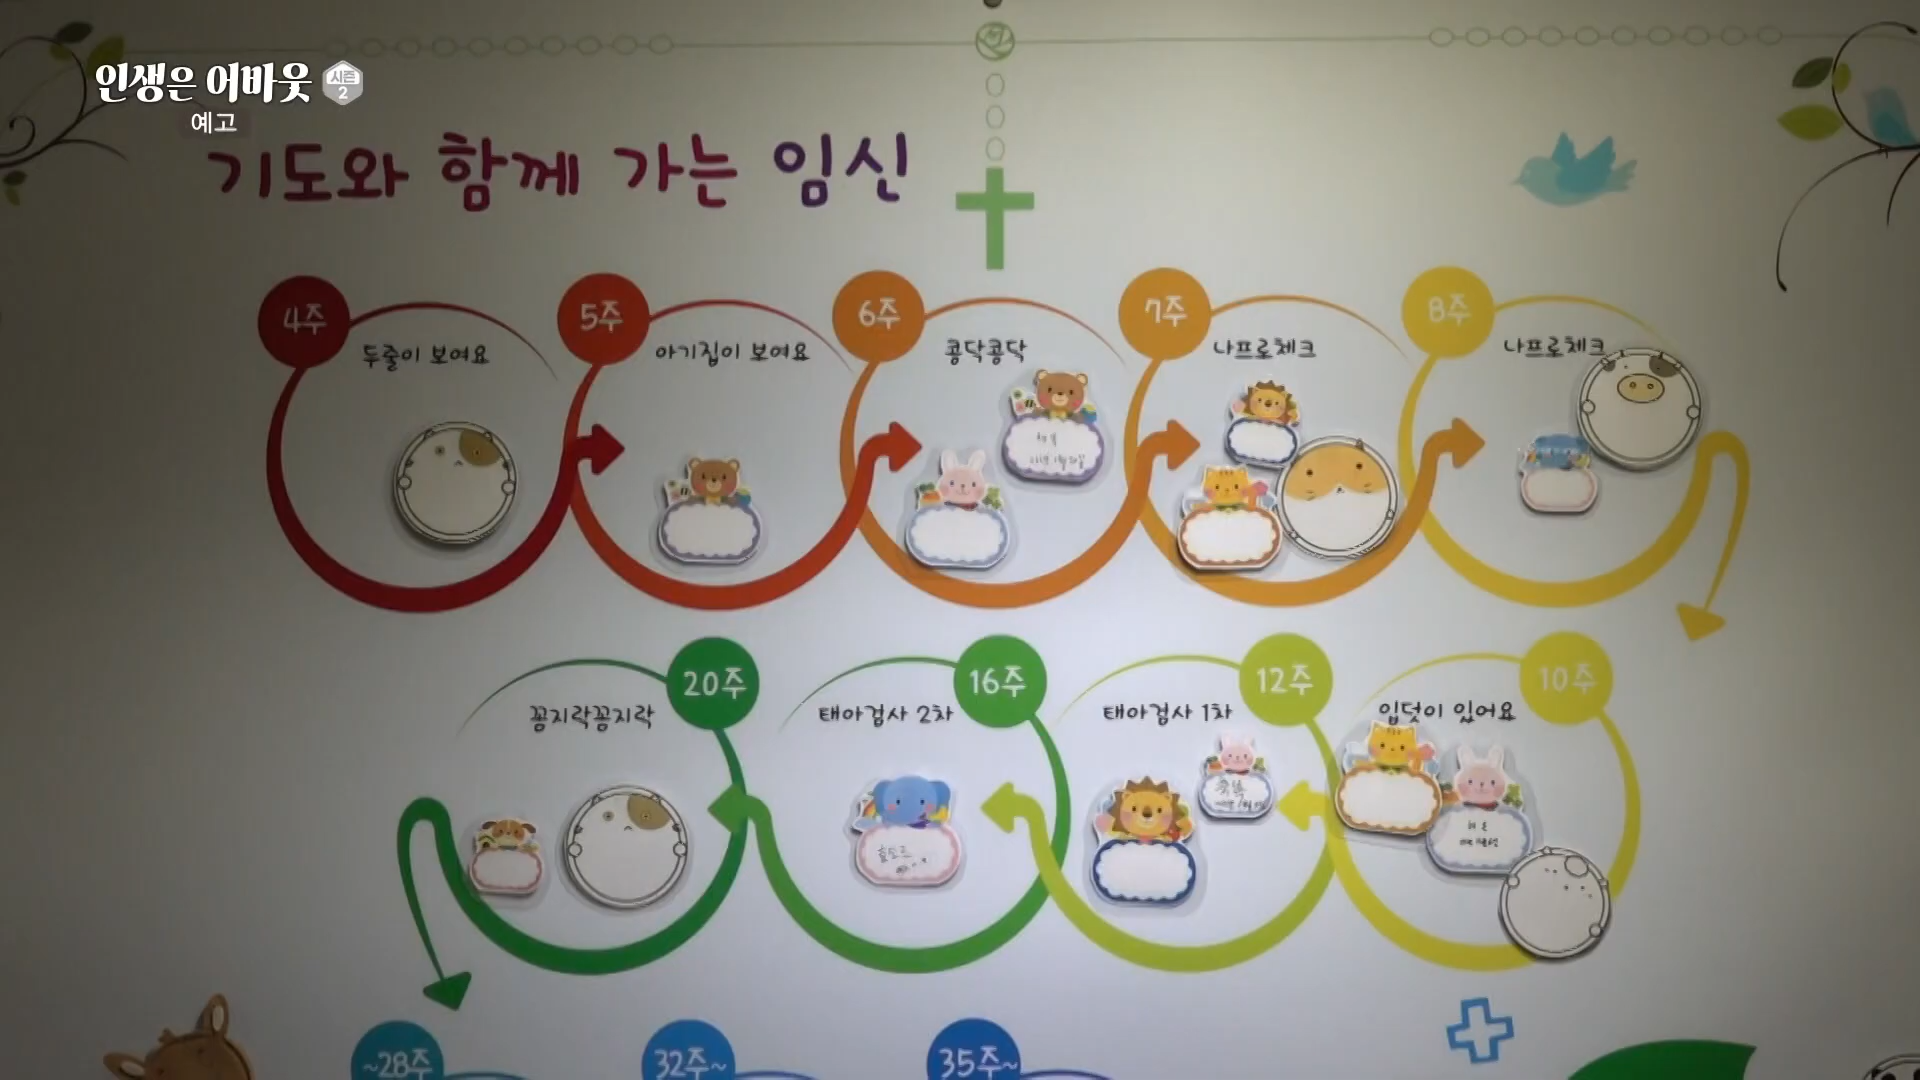 인생은 어바웃 시즌 2
예고
기도와 함께 가는 임신
4주
두줄이 보여요
5주
아기집이 보여요
6주
콩닥콩닥
7주
나프로체크
8주
나프로체크
10주
입덧이 있어요
12주
태아검사 1차
16주
태아검사 2차
20주
꼼지락꼼지락
~28주
32주~
35주~